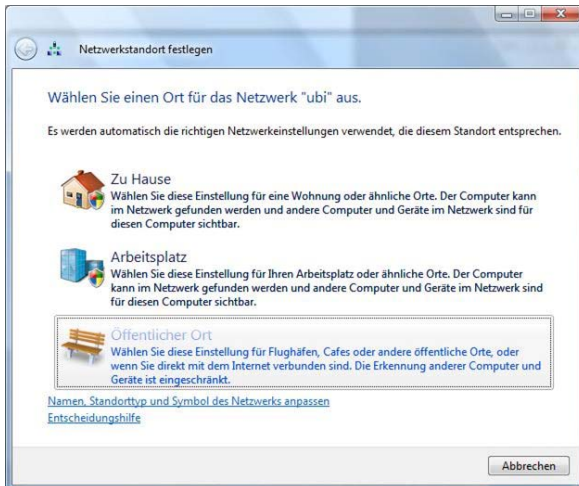 Netzwerkstandort festlegen
Wählen Sie einen Ort für das Netzwerk "ubi" aus.
Es werden automatisch die richtigen Netzwerkeinstellungen verwendet, die diesem Standort entsprechen.
Zu Hause
Wählen Sie diese Einstellung für eine Wohnung oder ähnliche Orte. Der Computer kann
im Netzwerk gefunden werden und andere Computer und Geräte im Netzwerk sind für
diesen Computer sichtbar.
Arbeitsplatz
Wählen Sie diese Einstellung für Ihren Arbeitsplatz oder ähnliche Orte. Der Computer
kann im Netzwerk gefunden werden und andere Computer und Geräte im Netzwerk sind
für diesen Computer sichtbar.
Öffentlicher Ort
Wählen Sie diese Einstellung für Flughäfen, Cafes oder andere öffentliche Orte, oder
wenn Sie direkt mit dem Internet verbunden sind. Die Erkennung anderer Computer und
Geräte ist eingeschränkt.
Namen, Standorttyp und Symbol des Netzwerks anpassen
Entscheidungshilfe
Abbrechen